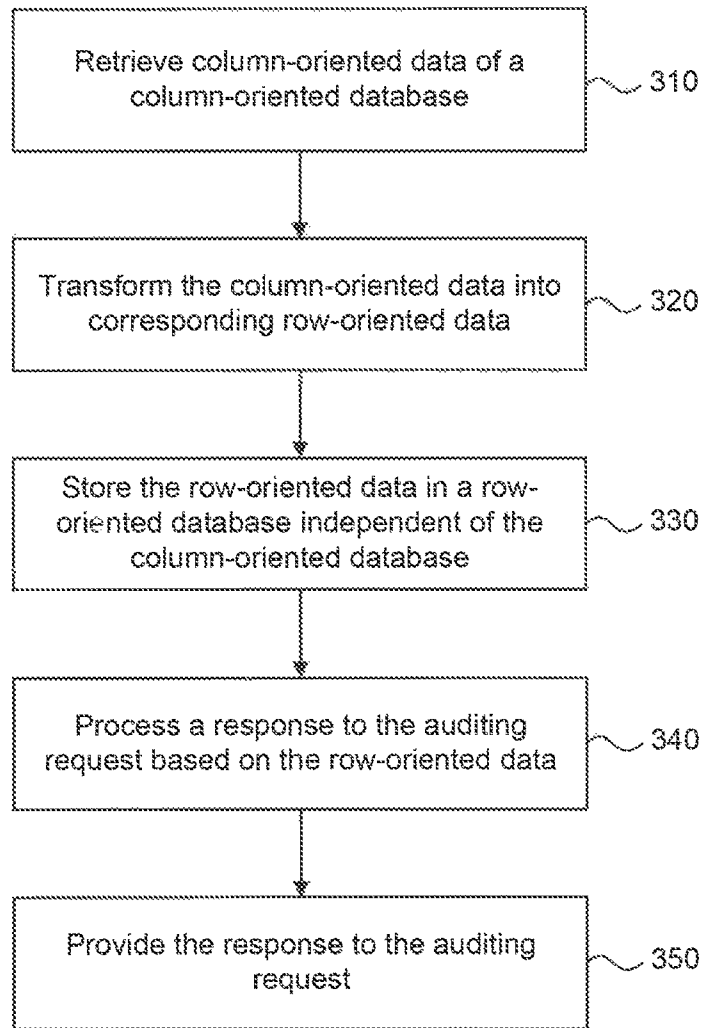 Retrieve column-oriented data of a
column-oriented database
310
Transform the column-oriented data into
corresponding row-oriented data
320
Store the row-oriented data in a row-
oriented database independent of the
column-oriented database
330
Process a response to the auditing
request based on the row-oriented data
340
Provide the response to the auditing
request
350